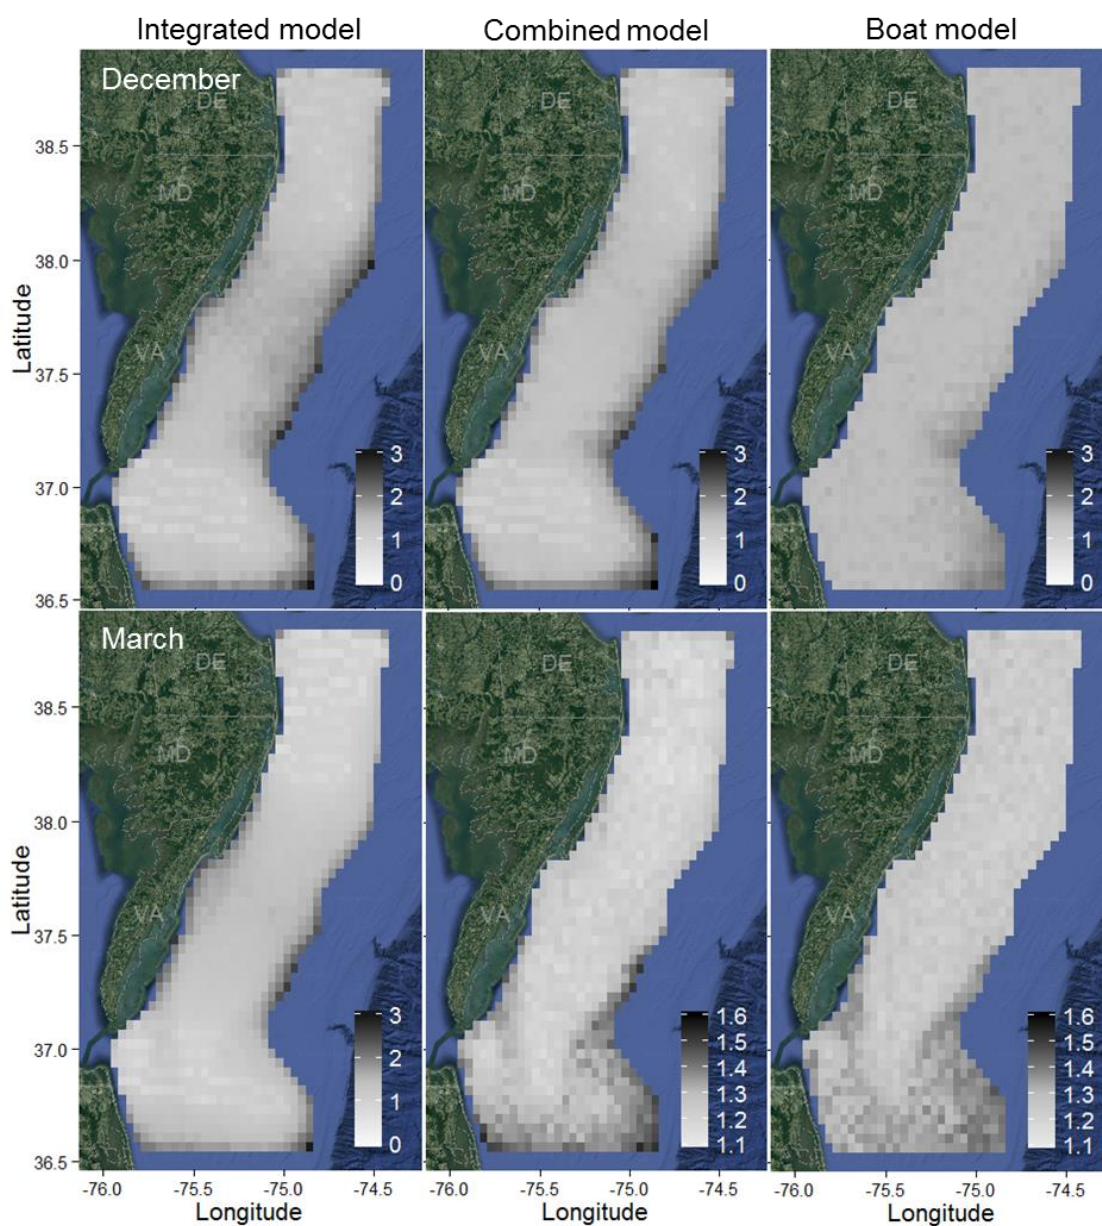 Integrated model Combined model Boat model
December
DE DE DE
38.5
MD MD MD
38.0
Latitude
37.5
VA VA VA
3 3 3
2 2 2
37.0
1 1 1
0 0 0
36.5
March
DE DE DE
38.5
MD MD MD
38.0
Latitude
37.5
VA VA VA
3 1.6 1.6
1.5 1.5
2 1.4 1.4
37.0
1 1.3 1.3
1.2 1.2
0 1.1 1.1
36.5
-76.0 -75.5 -75.0 -74.5 -76.0 -75.5 -75.0 -74.5 -76.0 -75.5 -75.0 -74.5
Longitude Longitude Longitude